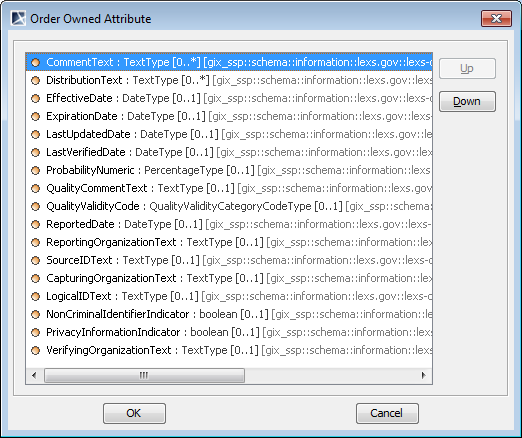 Order Owned Attribute
CommentText : TextType [0..*] [gix_ssp::schema::information::lexs.gov::lexs-
DistributionText : TextType [0..*] [gix_ssp::schema::information::lexs.gov::lex
EffectiveDate : DateType [0..1] [gix_ssp::schema::information::lexs.gov::lexs-
ExpirationDate : DateType [0..1] [gix_ssp::schema::information::lexs.gov::lexs
LastUpdatedDate : DateType [0..1] [gix_ssp::schema::information::lexs.gov::l
LastVerifiedDate : DateType [0..1] [gix_ssp::schema::information::lexs.gov::le
ProbabilityNumeric : PercentageType [0..1] [gix_ssp::schema::information::lex
QualityCommentText : TextType [0..1] [gix_ssp::schema::information::lexs.gov
QualityValidityCode : QualityValidityCategoryCodeType [0..1] [gix_ssp::schema
ReportedDate : DateType [0..1] [gix_ssp::schema::information::lexs.gov::lexs-
ReportingOrganizationText : TextType [0..1] [gix_ssp::schema::information::lex
SourceIDText : TextType [0..1] [gix_ssp::schema::information::lexs.gov::lexs-
CapturingOrganizationText : TextType [0..1] [gix_ssp::schema::information::lex
LogicalIDText : TextType [0..1] [gix_ssp::schema::information::lexs.gov::lexs-
NonCriminalIdentifierIndicator : boolean [0..1] [gix_ssp::schema::information::l
PrivacyInformationIndicator : boolean [0..1] [gix_ssp::schema::information::lex
VerifyingOrganizationText : TextType [0..1] [gix_ssp::schema::information::lex
Up
Down
OK
Cancel